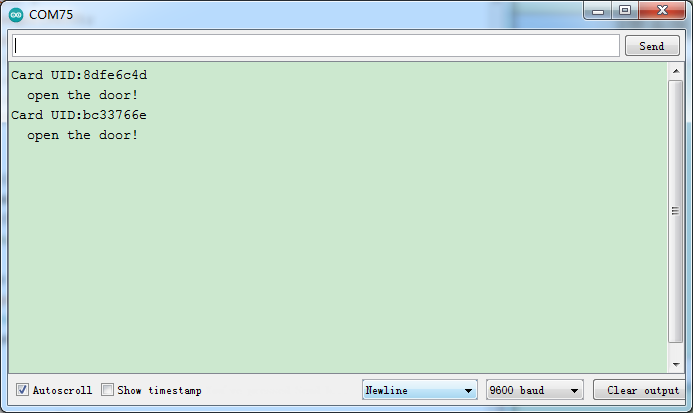 COM75
Send
Card UID:8dfe6c4d
open the door!
Card UID:bc33766e
open the door!
Autoscroll
Show timestamp
Newline
9600 baud
Clear output